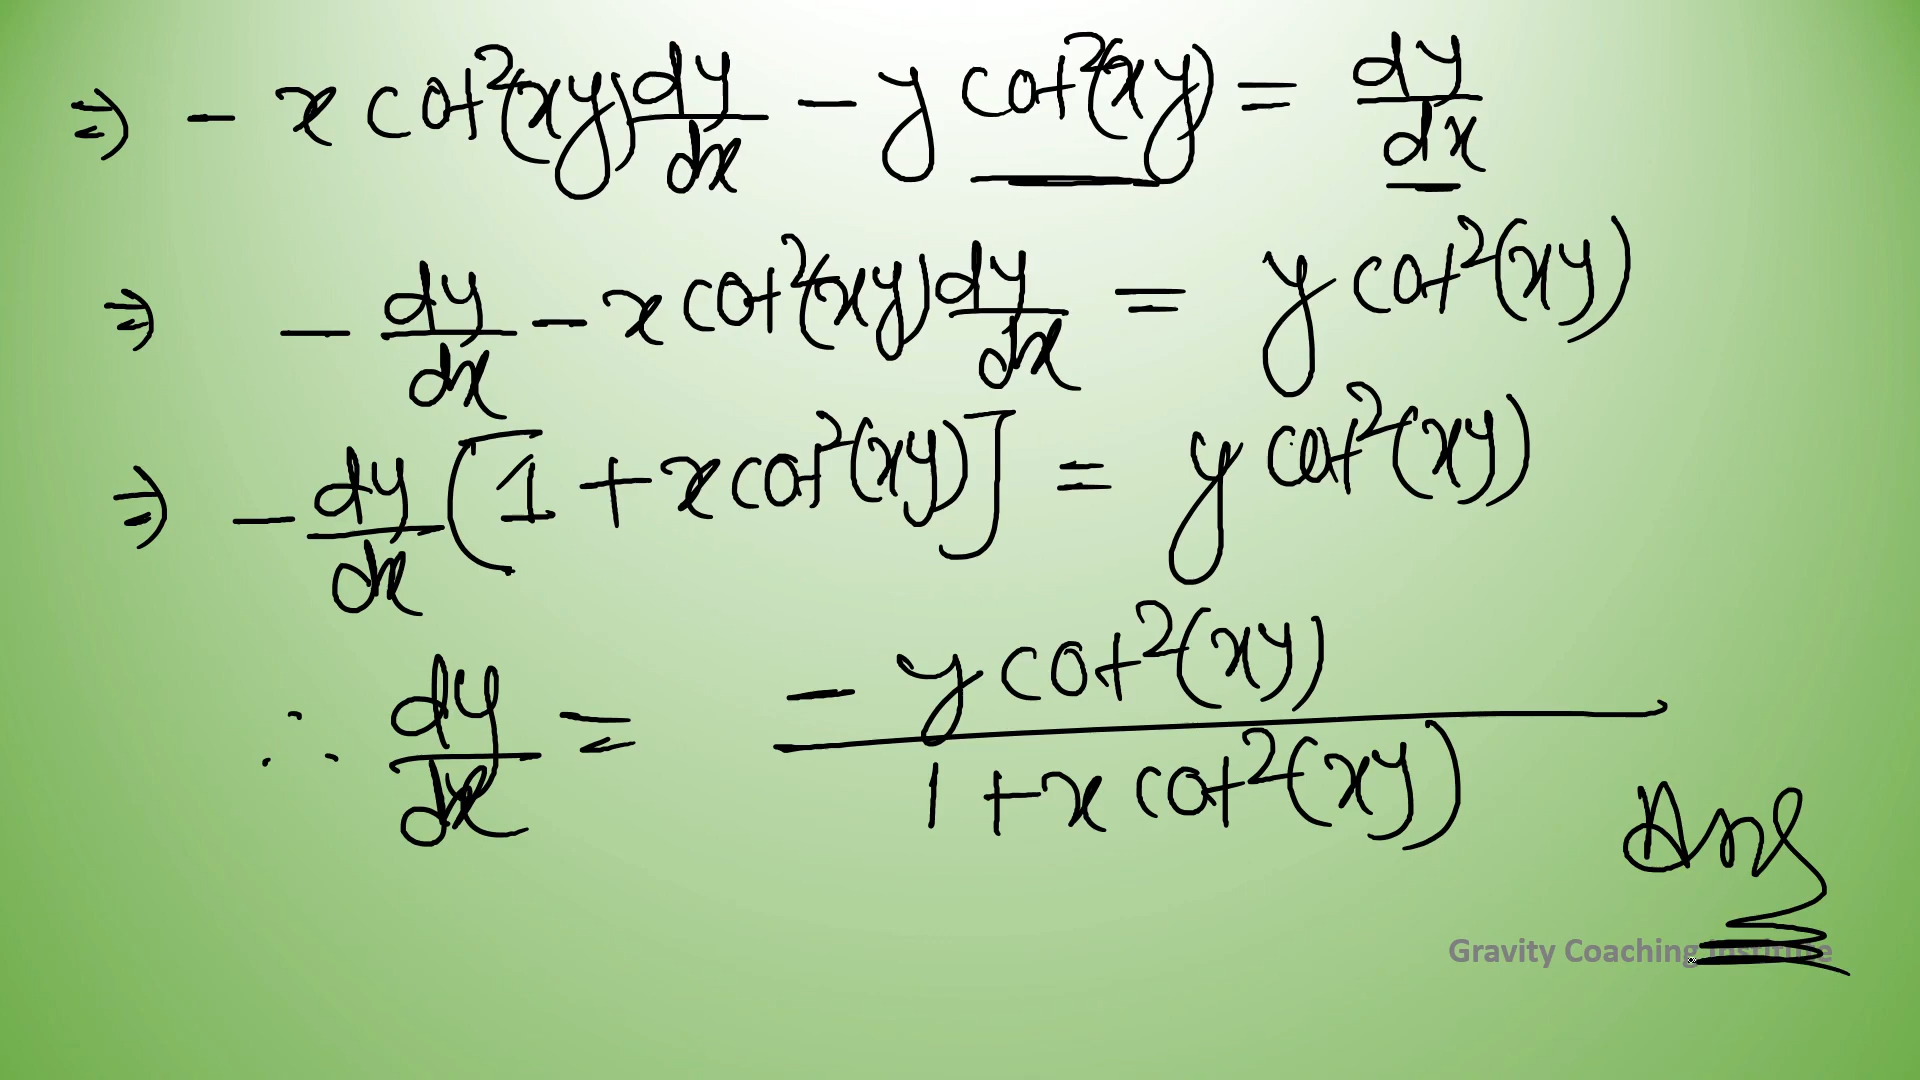 ⇒ - x cot²(xy) dy/dx - y cot²(xy) = dy/dx
⇒ - dy/dx - x cot²(xy) dy/dx = y cot²(xy)
⇒ - dy/dx [1 + x cot²(xy)] = y cot²(xy)
∴ dy/dx = - y cot²(xy) / 1 + x cot²(xy)
Ans
Gravity Coaching Institute